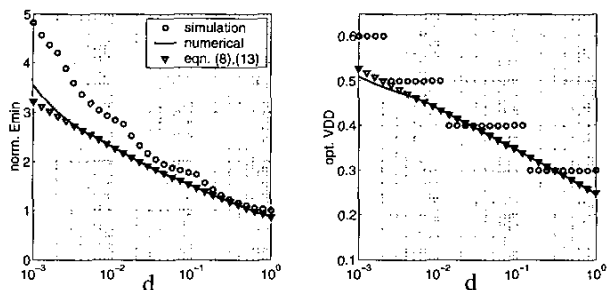 5
4
3
2
1
0
norm. Emin
simulation
numerical
eqn. (8),(13)
10^-3
10^-2
10^-1
10^0
d
0.6
0.5
0.4
0.3
0.2
0.1
opt. VDD
10^-3
10^-2
10^-1
10^0
d